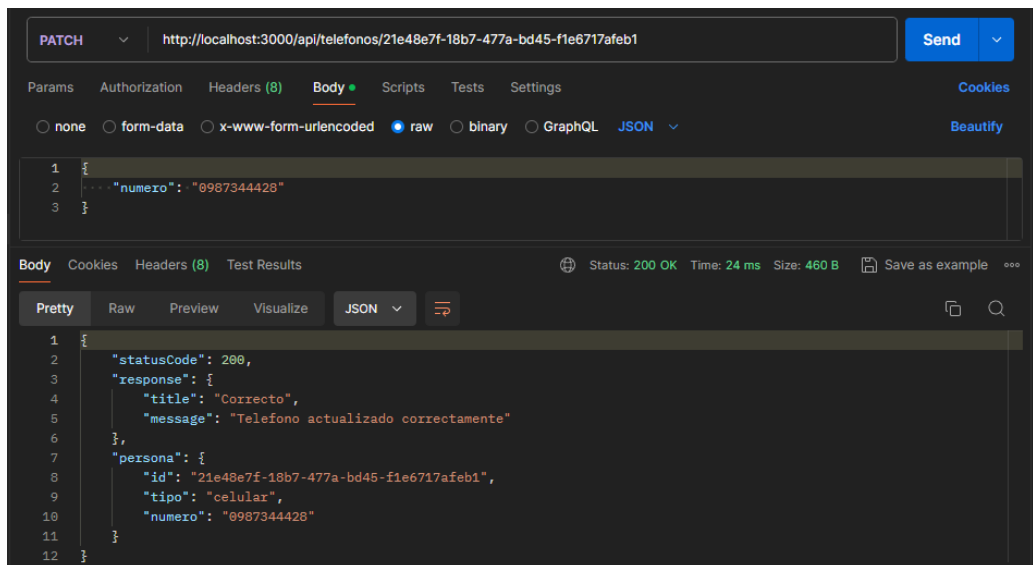 PATCH http://localhost:3000/api/telefonos/21e48e7f-18b7-477a-bd45-f1e6717afeb1 Send
Params Authorization Headers (8) Body Scripts Tests Settings Cookies
none form-data x-www-form-urlencoded raw binary GraphQL JSON Beautify
1 {
2 ····"numero":·"0987344428"
3 }
Body Cookies Headers (8) Test Results Status: 200 OK Time: 24 ms Size: 460 B Save as example
Pretty Raw Preview Visualize JSON
1 {
2 "statusCode": 200,
3 "response": {
4 "title": "Correcto",
5 "message": "Telefono actualizado correctamente"
6 },
7 "persona": {
8 "id": "21e48e7f-18b7-477a-bd45-f1e6717afeb1",
9 "tipo": "celular",
10 "numero": "0987344428"
11 }
12 }